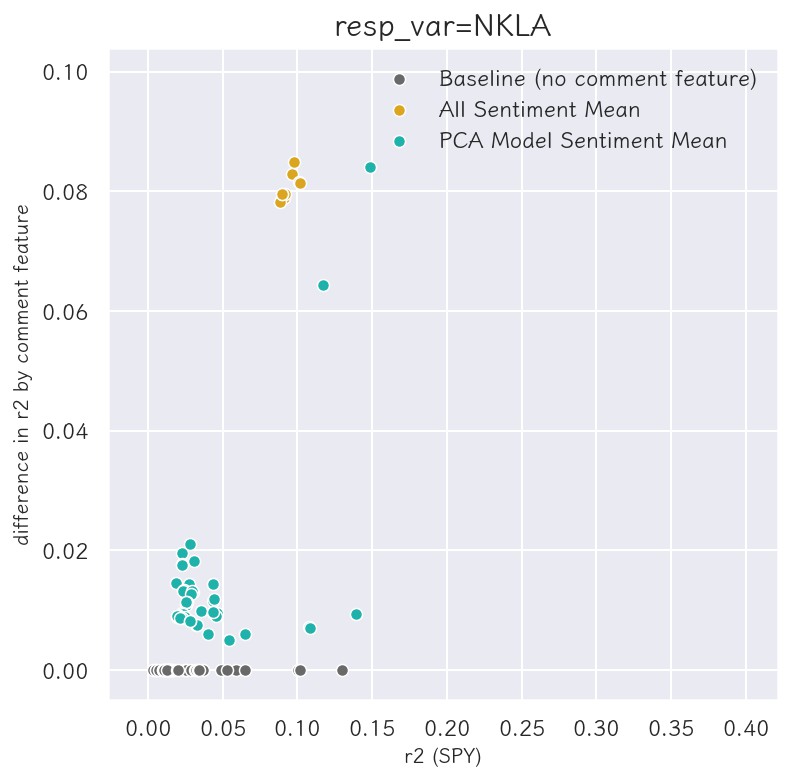 resp_var=NKLA
Baseline (no comment feature)
All Sentiment Mean
PCA Model Sentiment Mean
difference in r2 by comment feature
0.10
0.08
0.06
0.04
0.02
0.00
0.00 0.05 0.10 0.15 0.20 0.25 0.30 0.35 0.40
r2 (SPY)